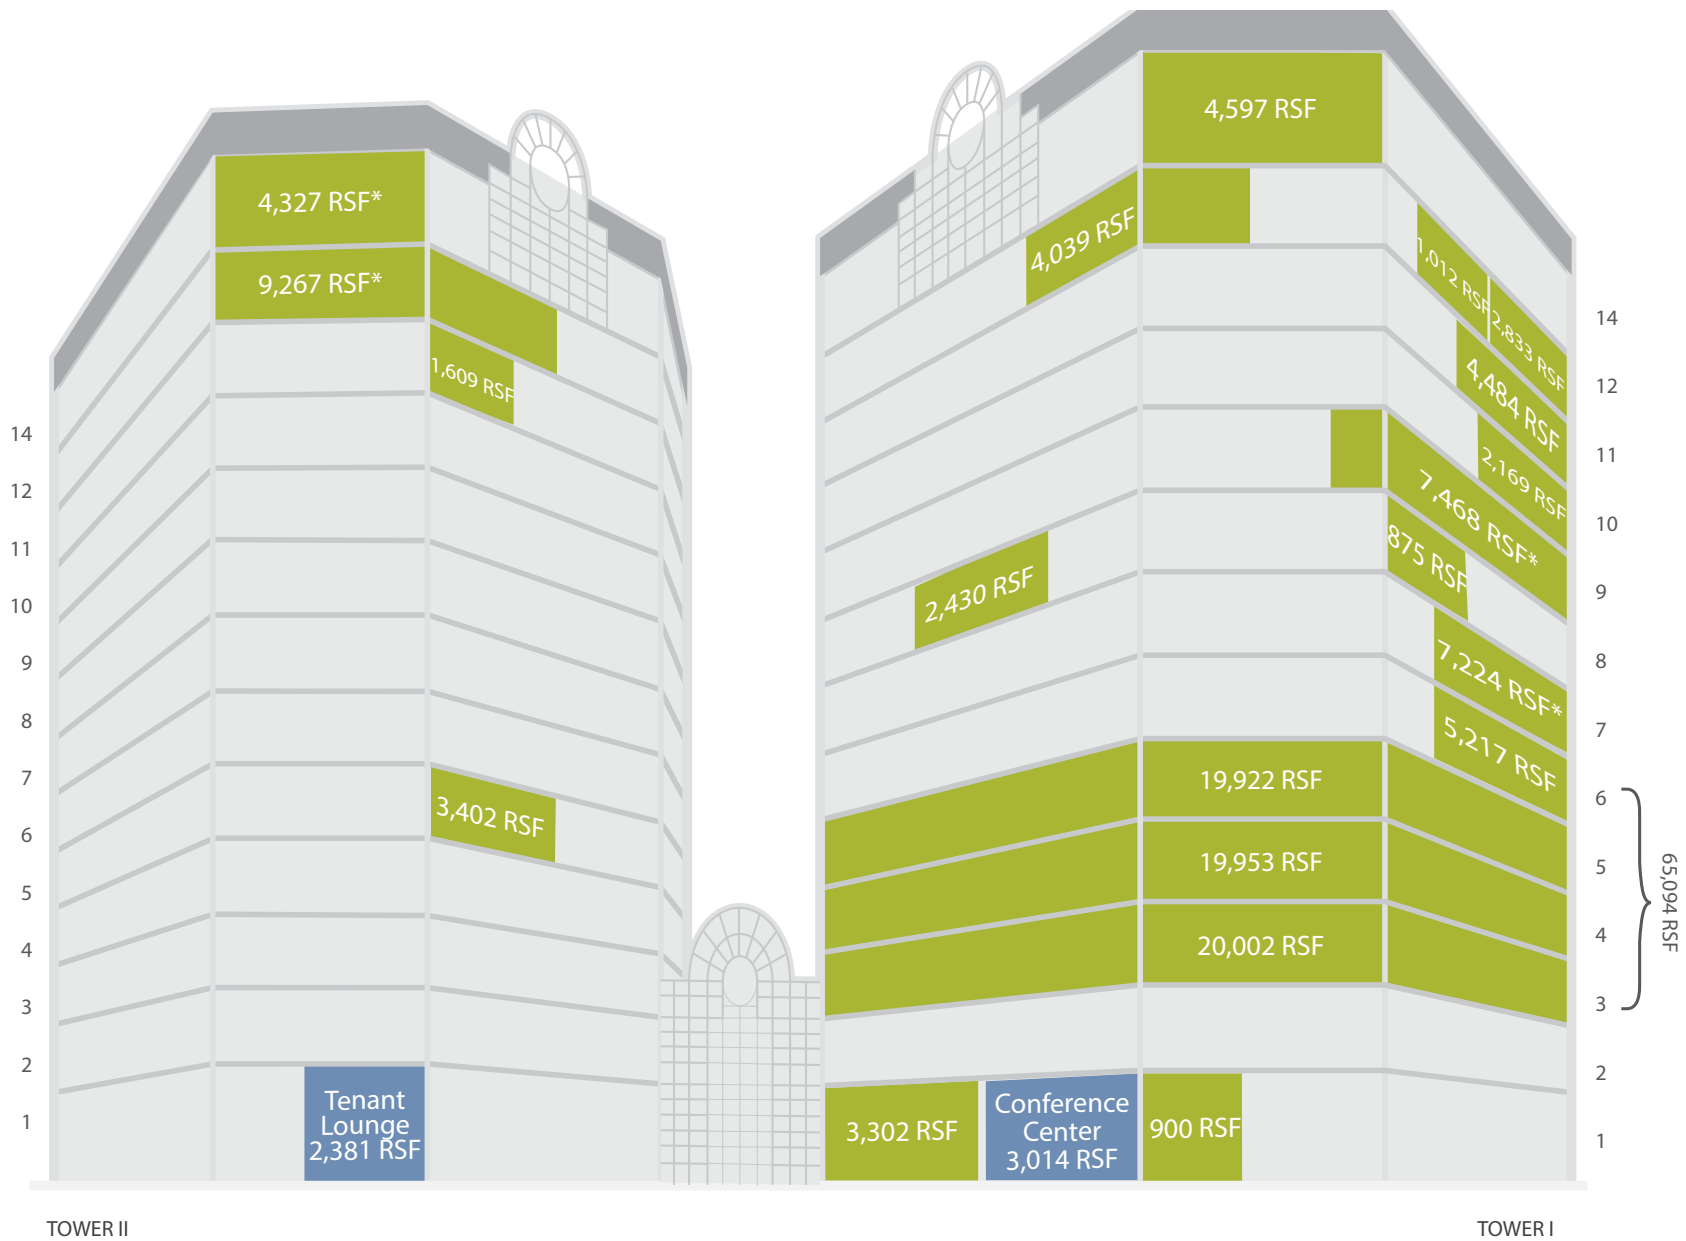 4,327 RSF*
9,267 RSF*
1,609 RSF
3,402 RSF
Tenant
Lounge
2,381 RSF
14
12
11
10
9
8
7
6
5
4
3
2
1
TOWER II
4,597 RSF
4,039 RSF
1,012 RSF
2,833 RSF
4,484 RSF
2,169 RSF
7,468 RSF*
875 RSF
2,430 RSF
7,224 RSF*
5,217 RSF
19,922 RSF
19,953 RSF
20,002 RSF
3,302 RSF
Conference
Center
3,014 RSF
900 RSF
14
12
11
10
9
8
7
6
5
4
3
2
1
65,094 RSF
TOWER I